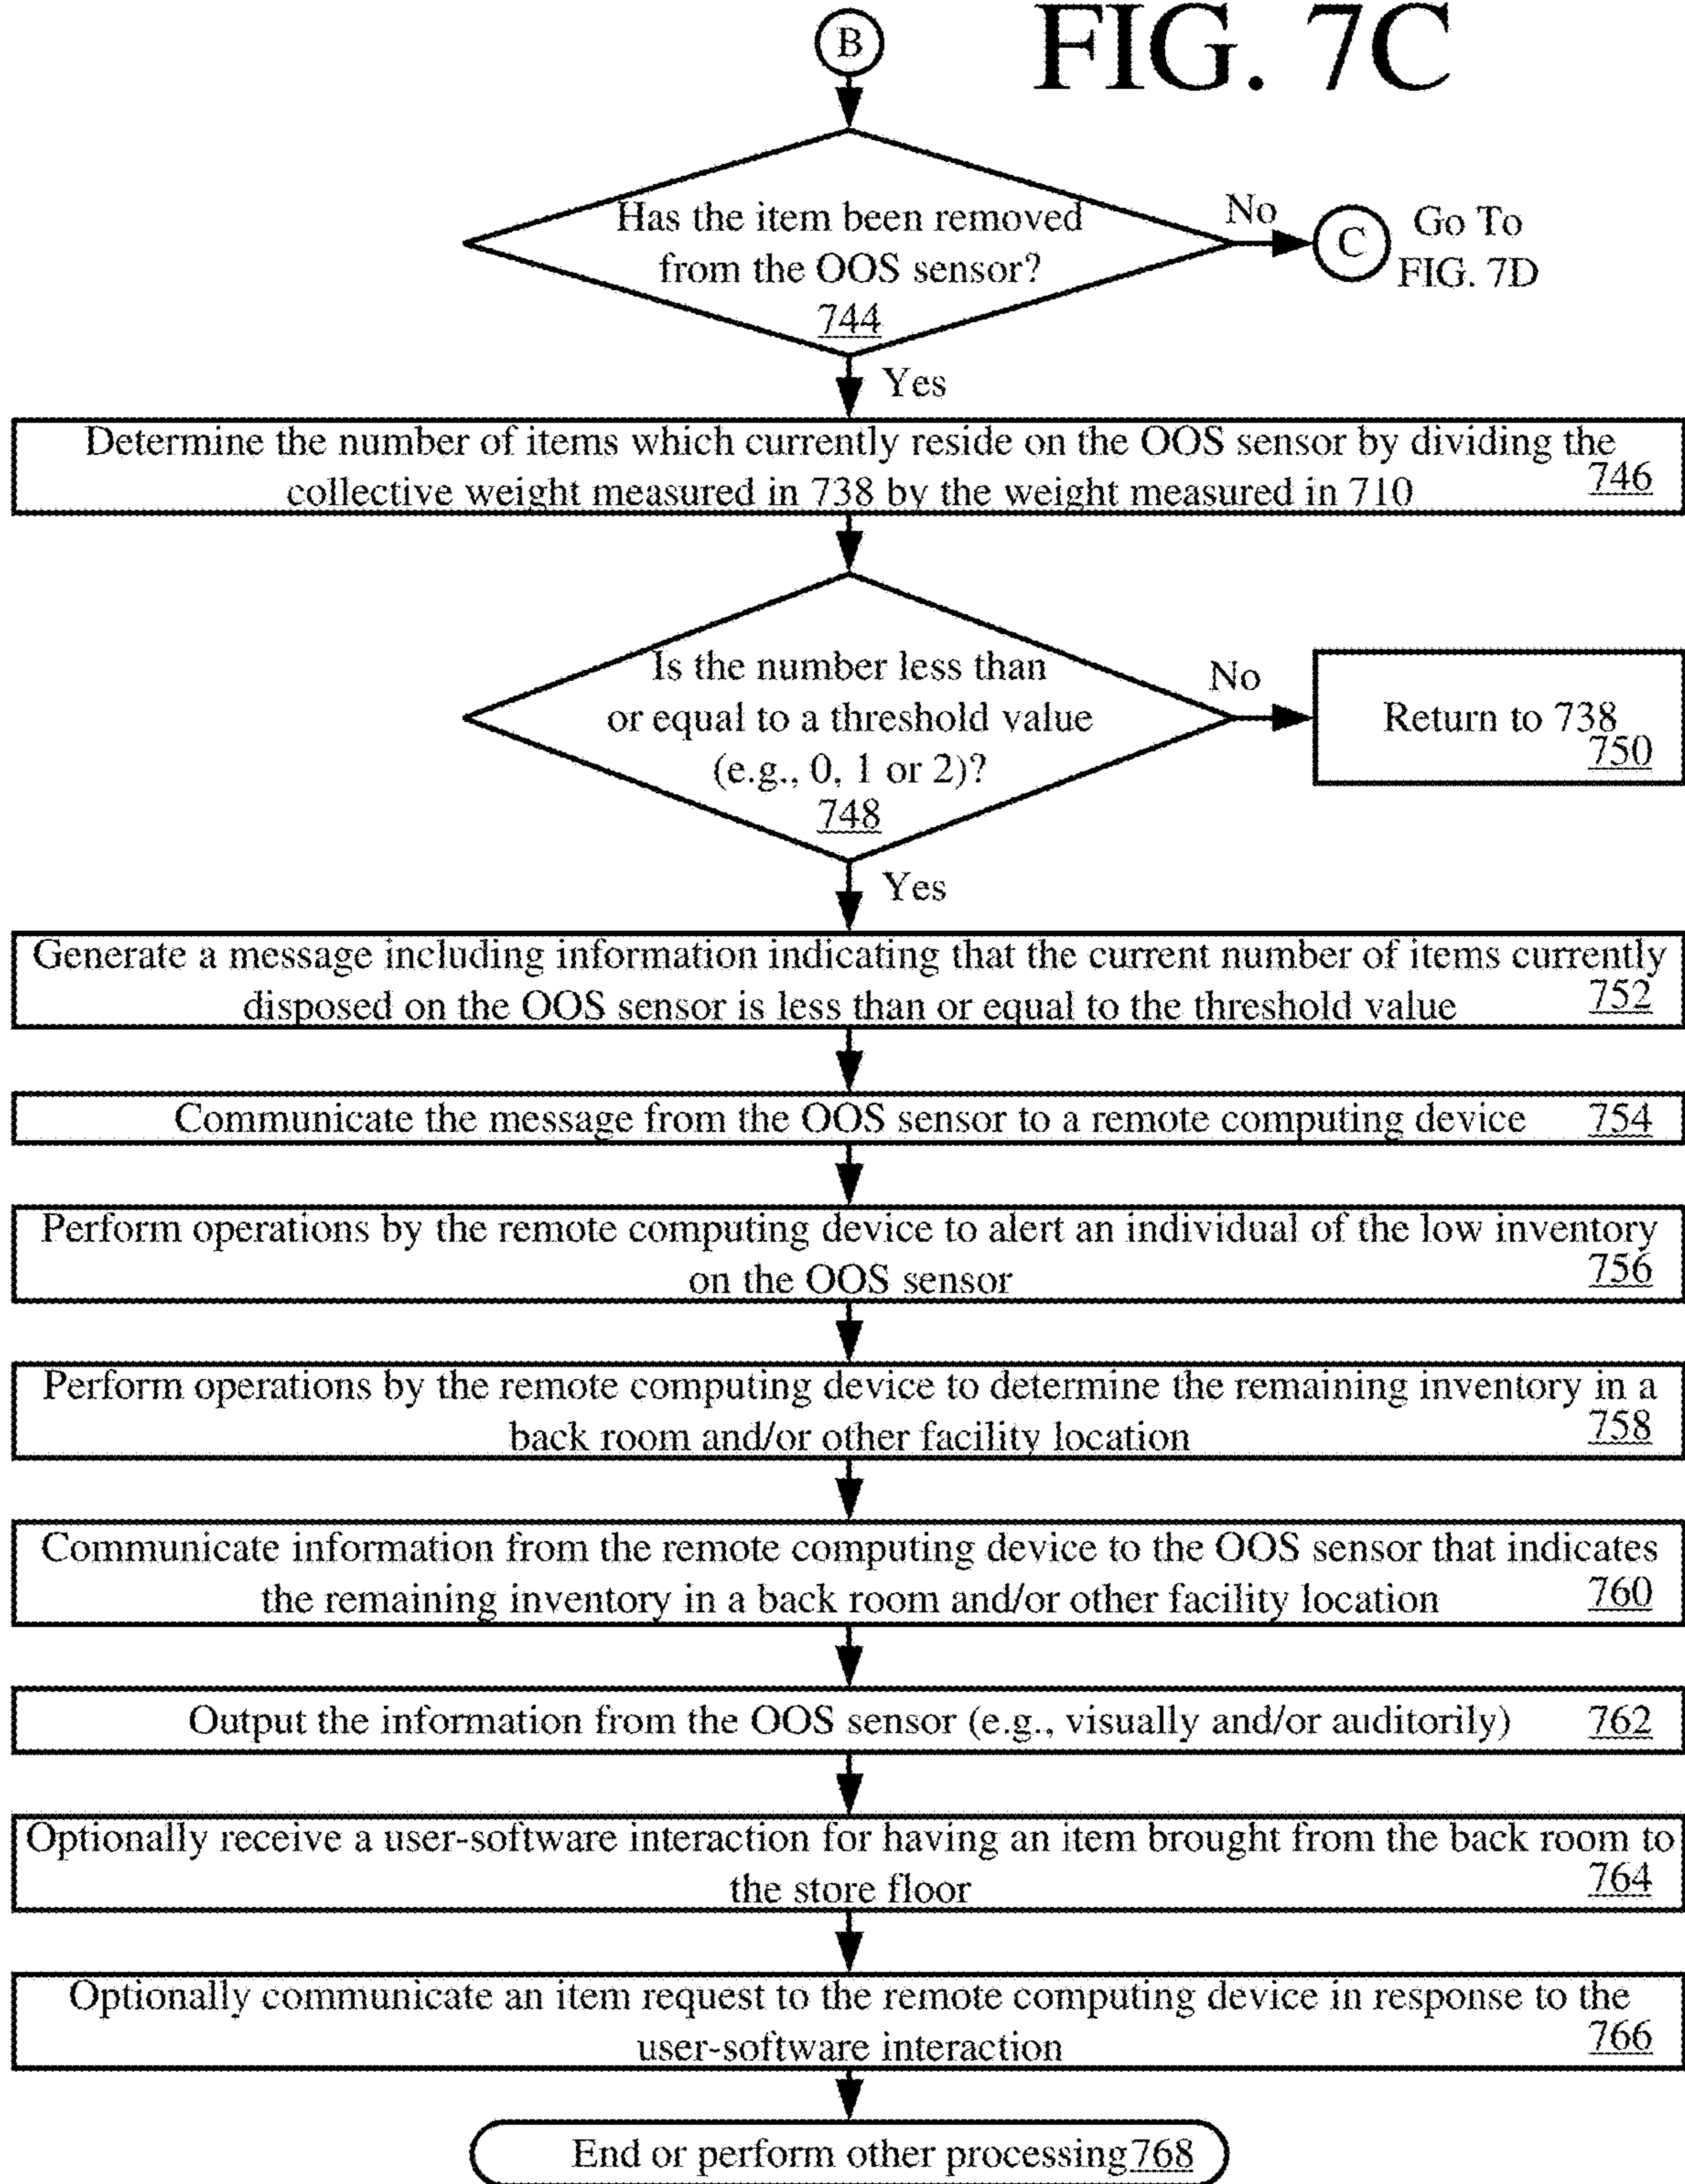 FIG. 7C
B
Has the item been removed
from the OOS sensor?
744
No
C
Go To
FIG. 7D
Yes
Determine the number of items which currently reside on the OOS sensor by dividing the
collective weight measured in 738 by the weight measured in 710
746
Is the number less than
or equal to a threshold value
(e.g., 0, 1 or 2)?
748
No
Return to 738
750
Yes
Generate a message including information indicating that the current number of items currently
disposed on the OOS sensor is less than or equal to the threshold value
752
Communicate the message from the OOS sensor to a remote computing device 754
Perform operations by the remote computing device to alert an individual of the low inventory
on the OOS sensor
756
Perform operations by the remote computing device to determine the remaining inventory in a
back room and/or other facility location
758
Communicate information from the remote computing device to the OOS sensor that indicates
the remaining inventory in a back room and/or other facility location
760
Output the information from the OOS sensor (e.g., visually and/or auditorily) 762
Optionally receive a user-software interaction for having an item brought from the back room to
the store floor
764
Optionally communicate an item request to the remote computing device in response to the
user-software interaction
766
End or perform other processing 768